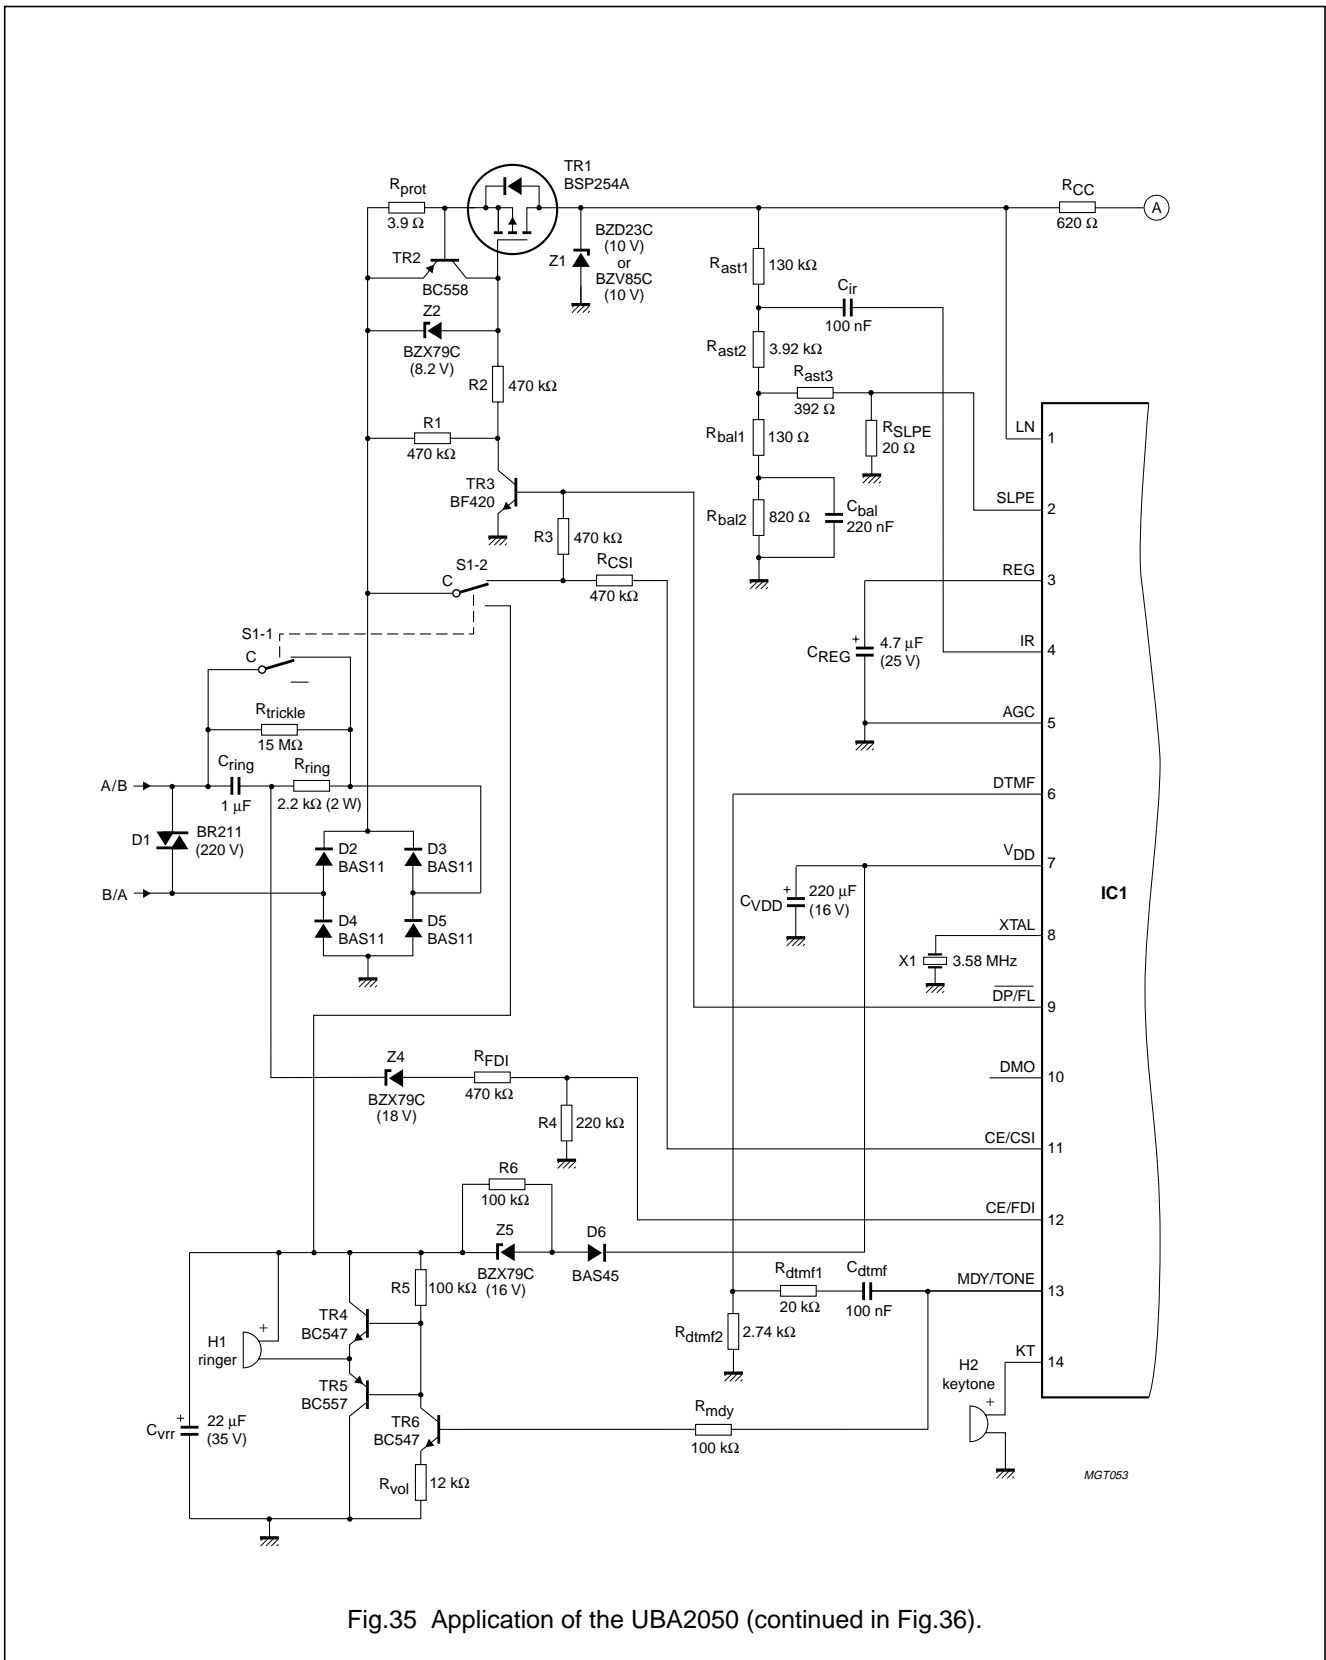 TR1
BSP254A
Rprot
3.9 Ω
RCC
620 Ω
A
BZD23C
(10 V)
or
BZV85C
(10 V)
Z1
TR2
BC558
Rast1
130 kΩ
Cir
100 nF
Z2
BZX79C
(8.2 V)
Rast2
3.92 kΩ
R2
470 kΩ
Rast3
392 Ω
R1
470 kΩ
Rbal1
130 Ω
RSLPE
20 Ω
LN
1
TR3
BF420
SLPE
2
Rbal2
820 Ω
Cbal
220 nF
R3
470 kΩ
RCSI
470 kΩ
S1-2
C
REG
3
S1-1
C
CREG
+
4.7 µF
(25 V)
IR
4
Rtrickle
15 MΩ
AGC
5
A/B
Cring
1 µF
Rring
2.2 kΩ (2 W)
DTMF
6
D1
BR211
(220 V)
D2
BAS11
D3
BAS11
VDD
7
B/A
CVDD
+
220 µF
(16 V)
IC1
D4
BAS11
D5
BAS11
XTAL
8
X1
3.58 MHz
DP/FL
9
Z4
BZX79C
(18 V)
RFDI
470 kΩ
DMO
10
R4
220 kΩ
CE/CSI
11
R6
100 kΩ
CE/FDI
12
Z5
BZX79C
(16 V)
D6
BAS45
R5
100 kΩ
Rdtmf1
20 kΩ
Cdtmf
100 nF
MDY/TONE
13
TR4
BC547
H1
ringer
+
Rdtmf2
2.74 kΩ
KT
14
H2
keytone
+
TR5
BC557
Cvrr
+
22 µF
(35 V)
TR6
BC547
Rmdy
100 kΩ
Rvol
12 kΩ
MGT053
Fig.35 Application of the UBA2050 (continued in Fig.36).